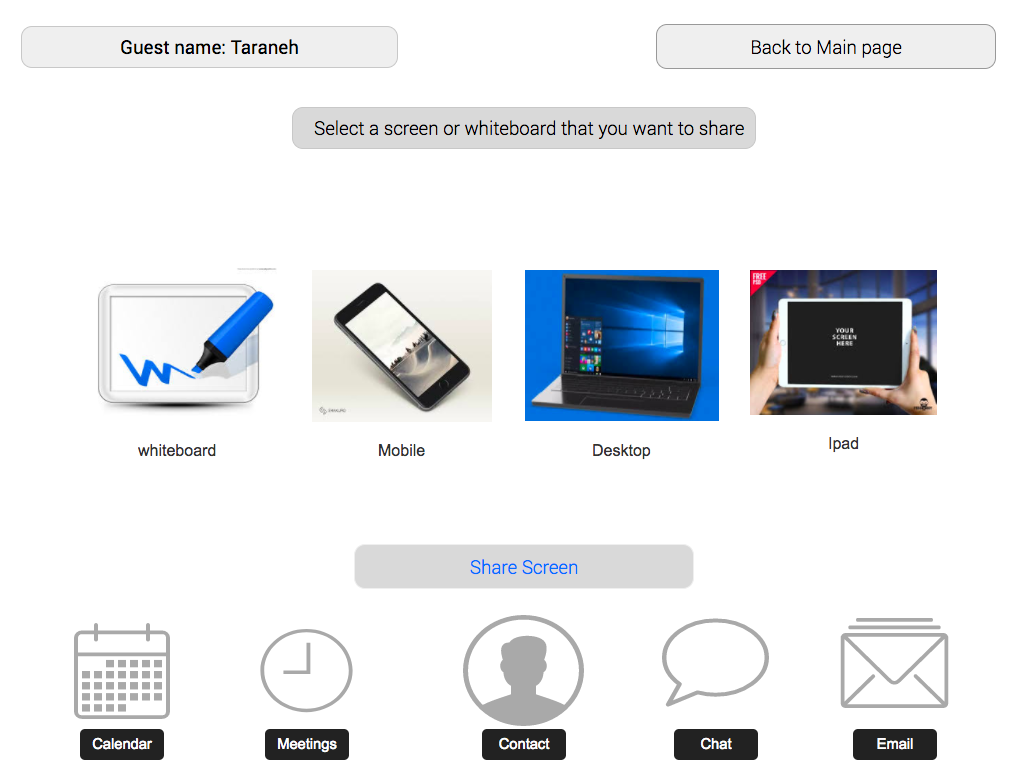 Guest name: Taraneh
Back to Main page
Select a screen or whiteboard that you want to share
FREE
PSD
YOUR
SCREEN
HERE
whiteboard
Mobile
Desktop
Ipad
Share Screen
Calendar
Meetings
Contact
Chat
Email